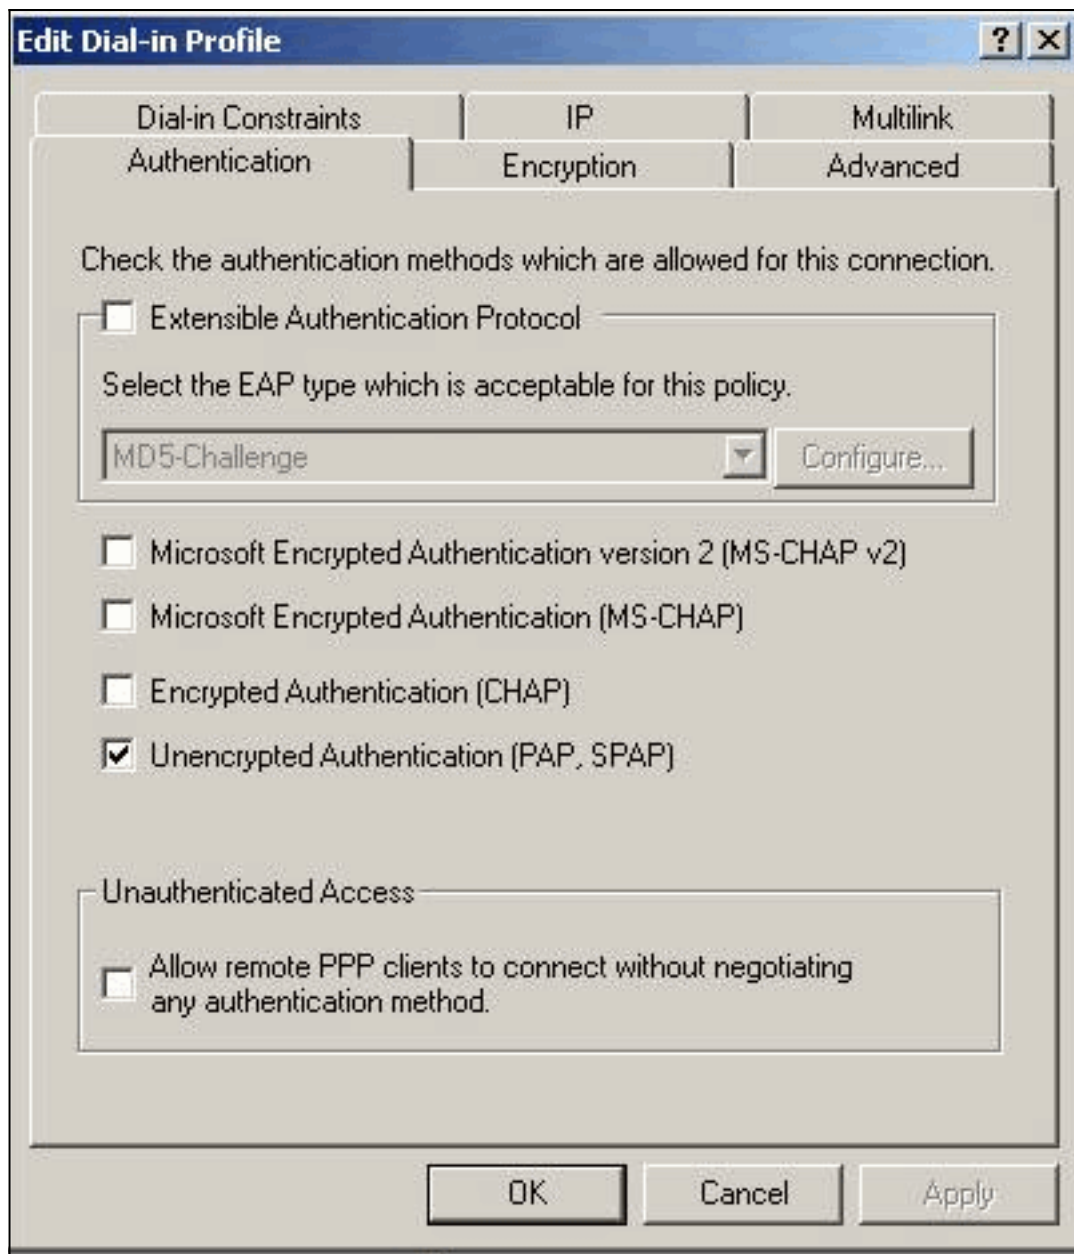 Edit Dial-in Profile
Dial-in Constraints IP Multilink
Authentication Encryption Advanced
Check the authentication methods which are allowed for this connection.
Extensible Authentication Protocol
Select the EAP type which is acceptable for this policy.
MD5-Challenge Configure...
Microsoft Encrypted Authentication version 2 (MS-CHAP v2)
Microsoft Encrypted Authentication (MS-CHAP)
Encrypted Authentication (CHAP)
Unencrypted Authentication (PAP, SPAP)
Unauthenticated Access
Allow remote PPP clients to connect without negotiating
any authentication method.
OK Cancel Apply